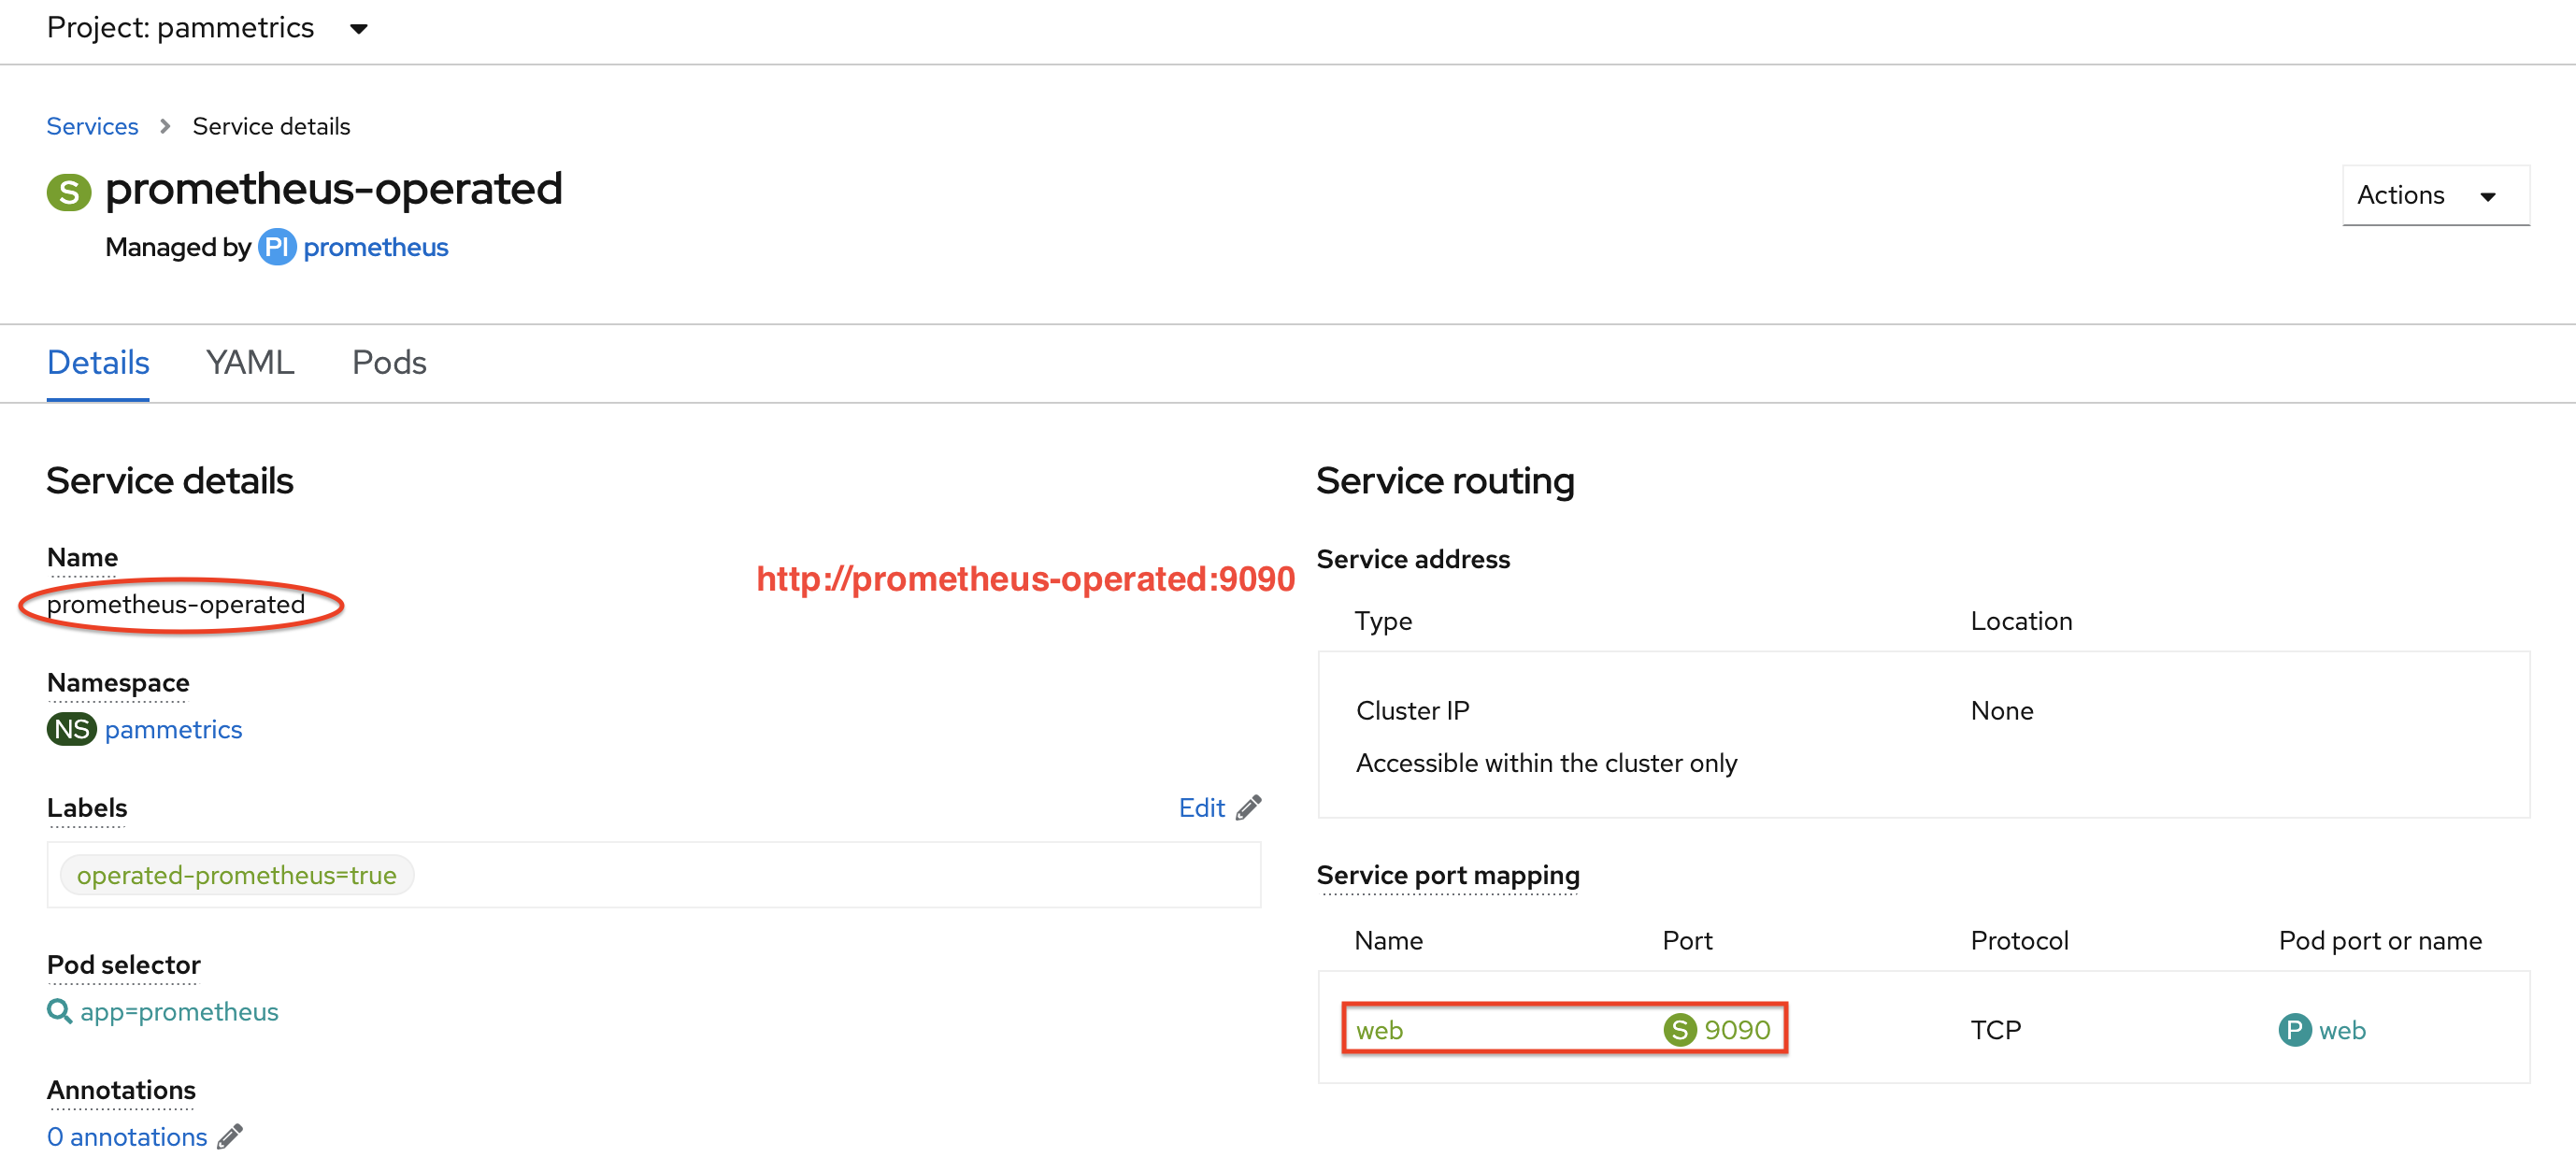 Project: pammetrics
Services > Service details
S prometheus-operated
Managed by PI prometheus
Actions
Details YAML Pods
Service details
Name
prometheus-operated
Namespace
NS pammetrics
Labels
Edit
operated-prometheus=true
Pod selector
app=prometheus
Annotations
0 annotations
http://prometheus-operated:9090
Service routing
Service address
Type Location
Cluster IP None
Accessible within the cluster only
Service port mapping
Name Port Protocol Pod port or name
web S 9090 TCP P web